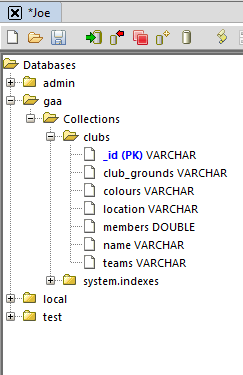 *Joe
Databases
admin
gaa
Collections
clubs
_id (PK) VARCHAR
club_grounds VARCHAR
colours VARCHAR
location VARCHAR
members DOUBLE
name VARCHAR
teams VARCHAR
system.indexes
local
test